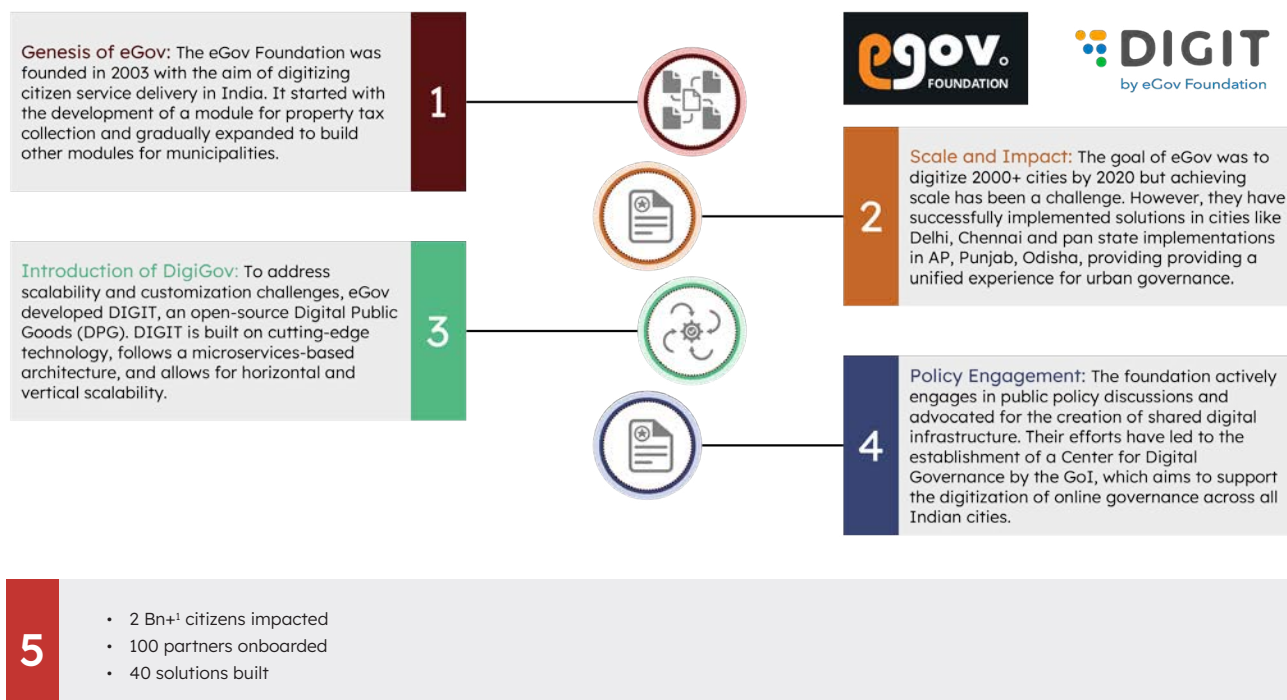 Genesis of eGov: The eGov Foundation was
founded in 2003 with the aim of digitizing
citizen service delivery in India. It started with
the development of a module for property tax
collection and gradually expanded to build
other modules for municipalities.
1
egov.
FOUNDATION
DIGIT
by eGov Foundation
2
Scale and Impact: The goal of eGov was to
digitize 2000+ cities by 2020 but achieving
scale has been a challenge. However, they have
successfully implemented solutions in cities like
Delhi, Chennai and pan state implementations
in AP, Punjab, Odisha, providing providing a
unified experience for urban governance.
Introduction of DigiGov: To address
scalability and customization challenges, eGov
developed DIGIT, an open-source Digital Public
Goods (DPG). DIGIT is built on cutting-edge
technology, follows a microservices-based
architecture, and allows for horizontal and
vertical scalability.
3
4
Policy Engagement: The foundation actively
engages in public policy discussions and
advocated for the creation of shared digital
infrastructure. Their efforts have led to the
establishment of a Center for Digital
Governance by the GoI, which aims to support
the digitization of online governance across all
Indian cities.
5
• 2 Bn+¹ citizens impacted
• 100 partners onboarded
• 40 solutions built